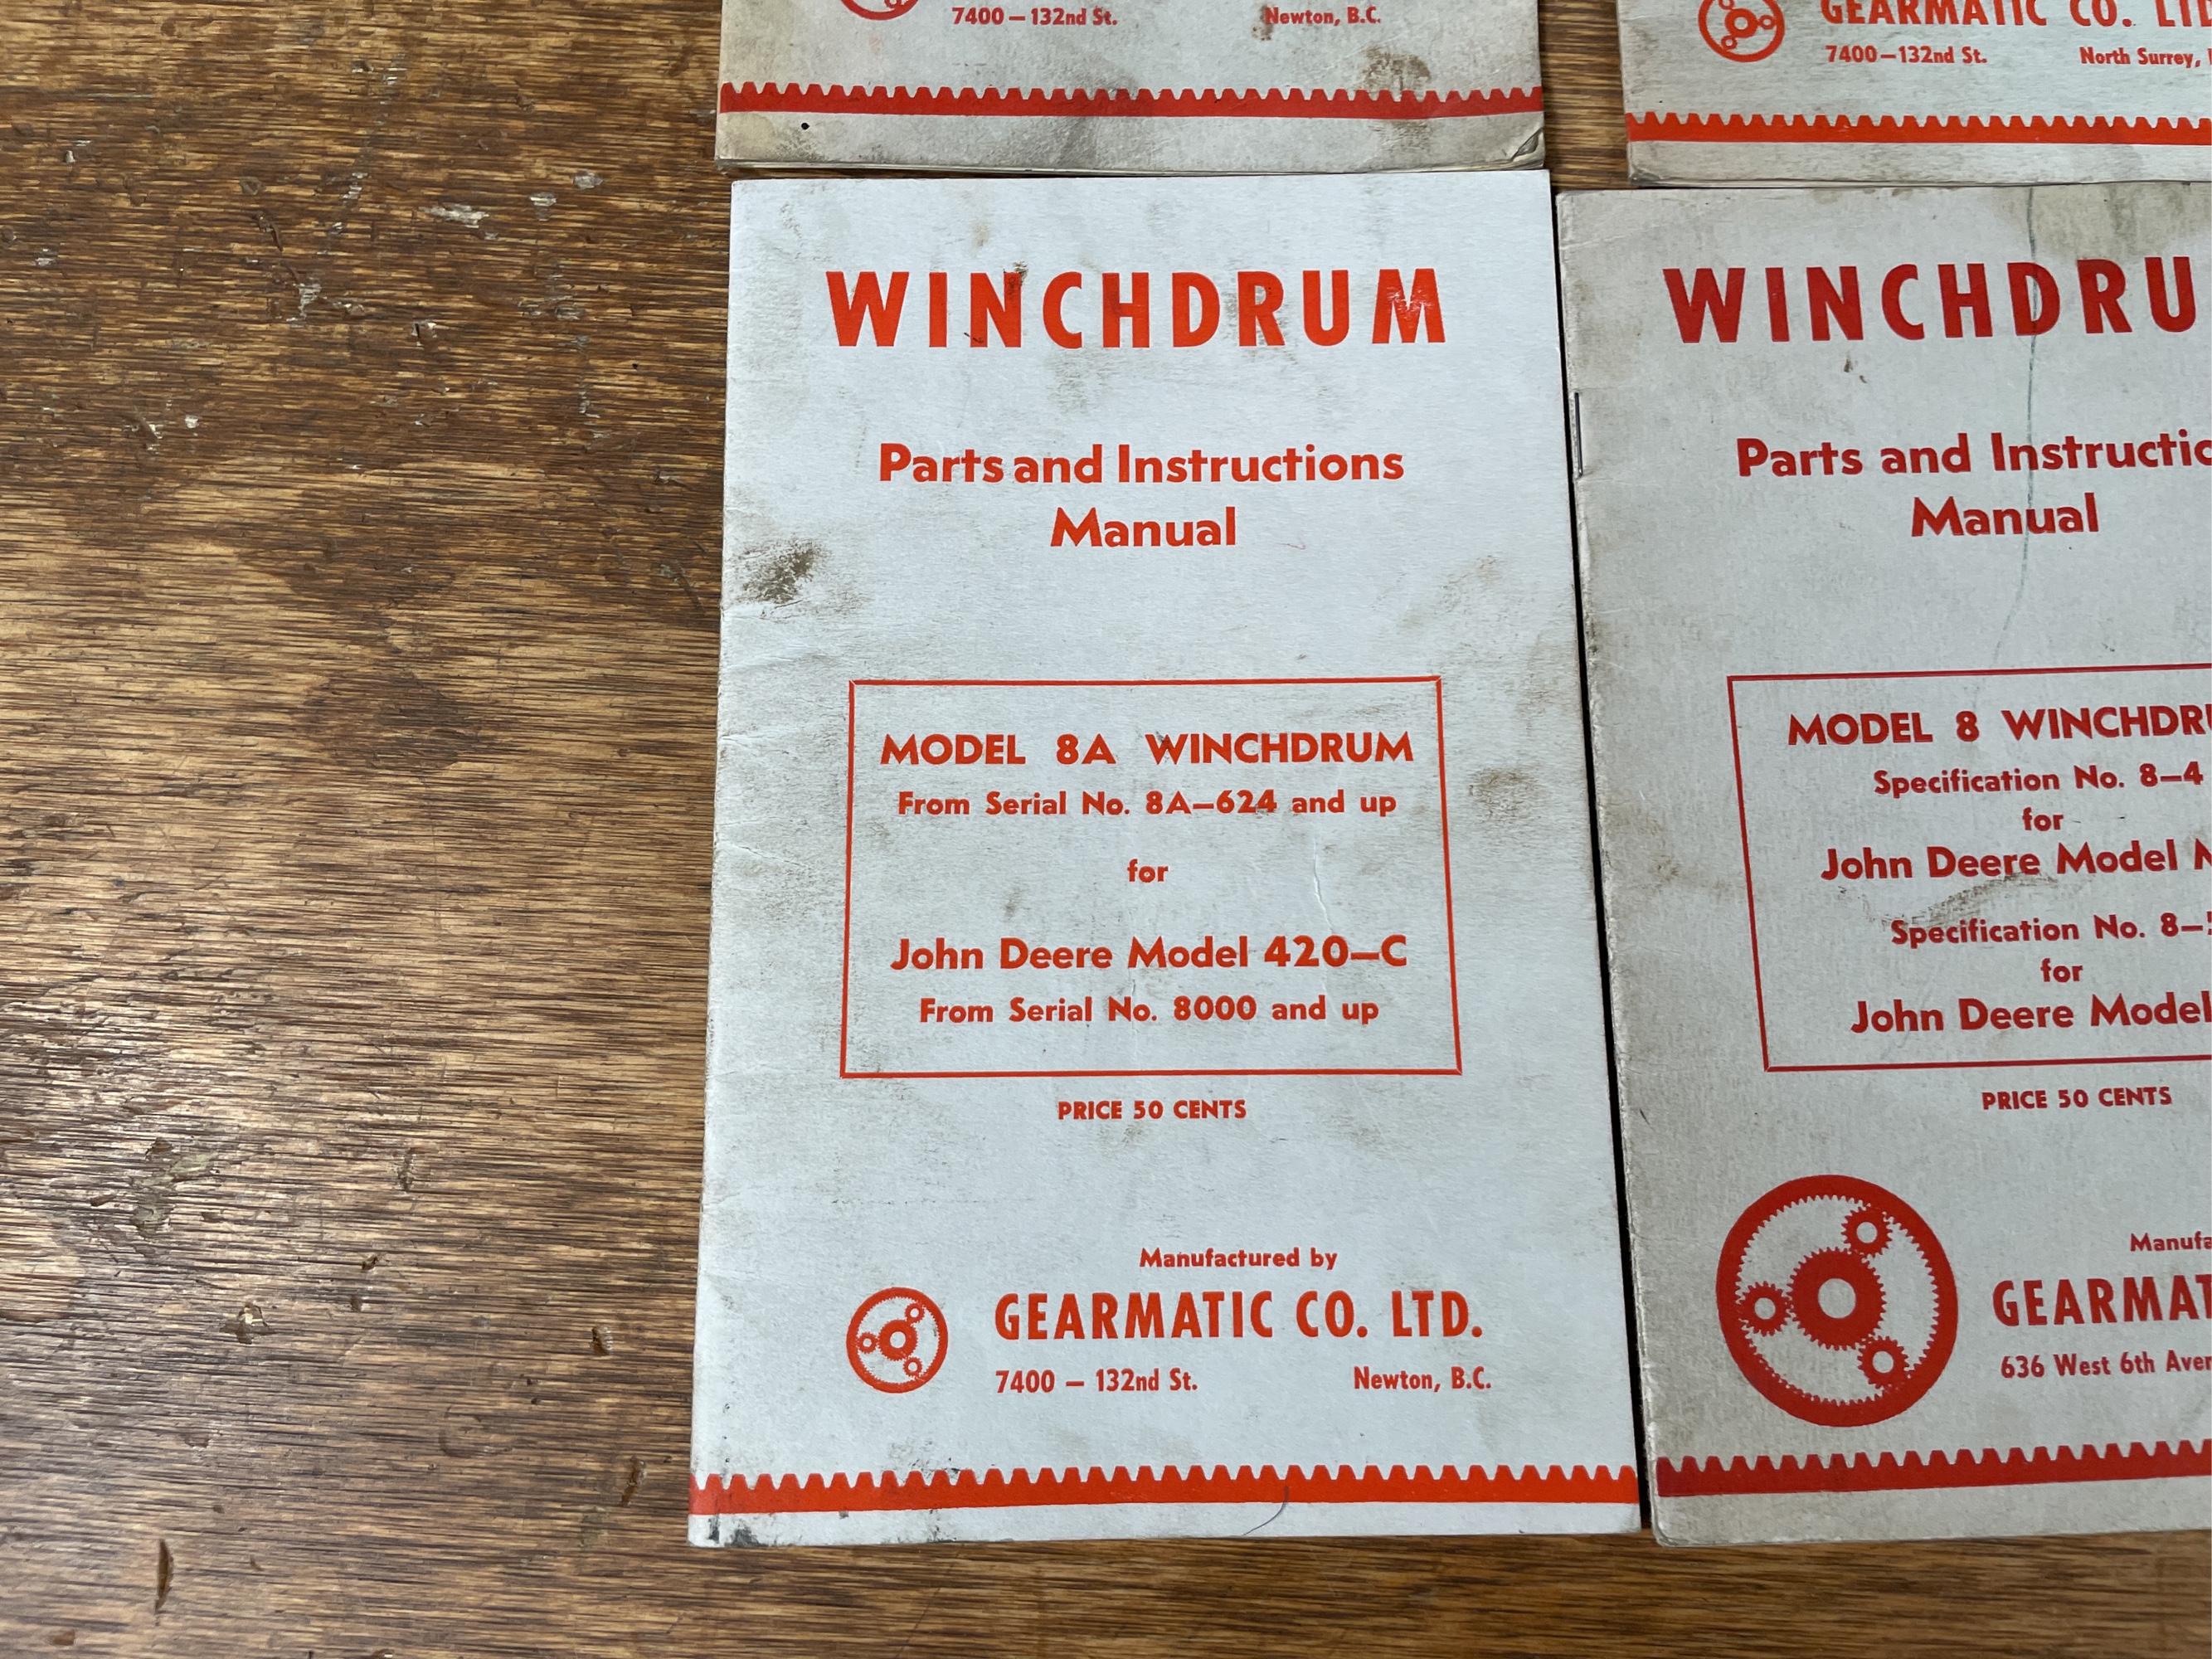 7400 – 132nd St. Newton, B.C.
GEARMATIC CO.
7400 – 132nd St. North Surrey,
WINCHDRUM
Parts and Instructions
Manual
MODEL 8A WINCHDRUM
From Serial No. 8A–624 and up
for
John Deere Model 420–C
From Serial No. 8000 and up
PRICE 50 CENTS
Manufactured by
GEARMATIC CO. LTD.
7400 – 132nd St. Newton, B.C.
WINCHDRU
Parts and Instructio
Manual
MODEL 8 WINCHDR
Specification No. 8–4
for
John Deere Model
Specification No. 8–
for
John Deere Model
PRICE 50 CENTS
Manufa
GEARMAT
636 West 6th Aven